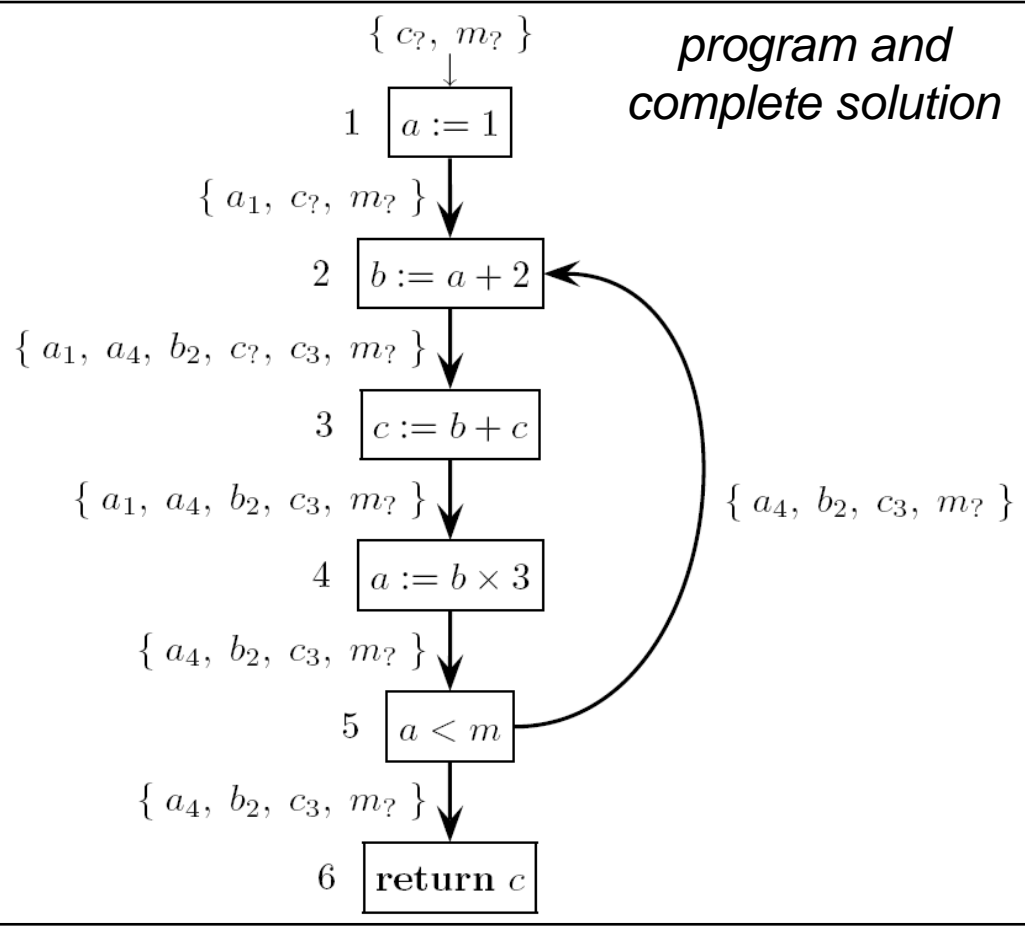 { c?, m? }
program and
complete solution
1 a := 1
{ a1, c?, m? }
2 b := a + 2
{ a1, a4, b2, c?, c3, m? }
3 c := b + c
{ a1, a4, b2, c3, m? }
{ a4, b2, c3, m? }
4 a := b × 3
{ a4, b2, c3, m? }
5 a < m
{ a4, b2, c3, m? }
6 return c